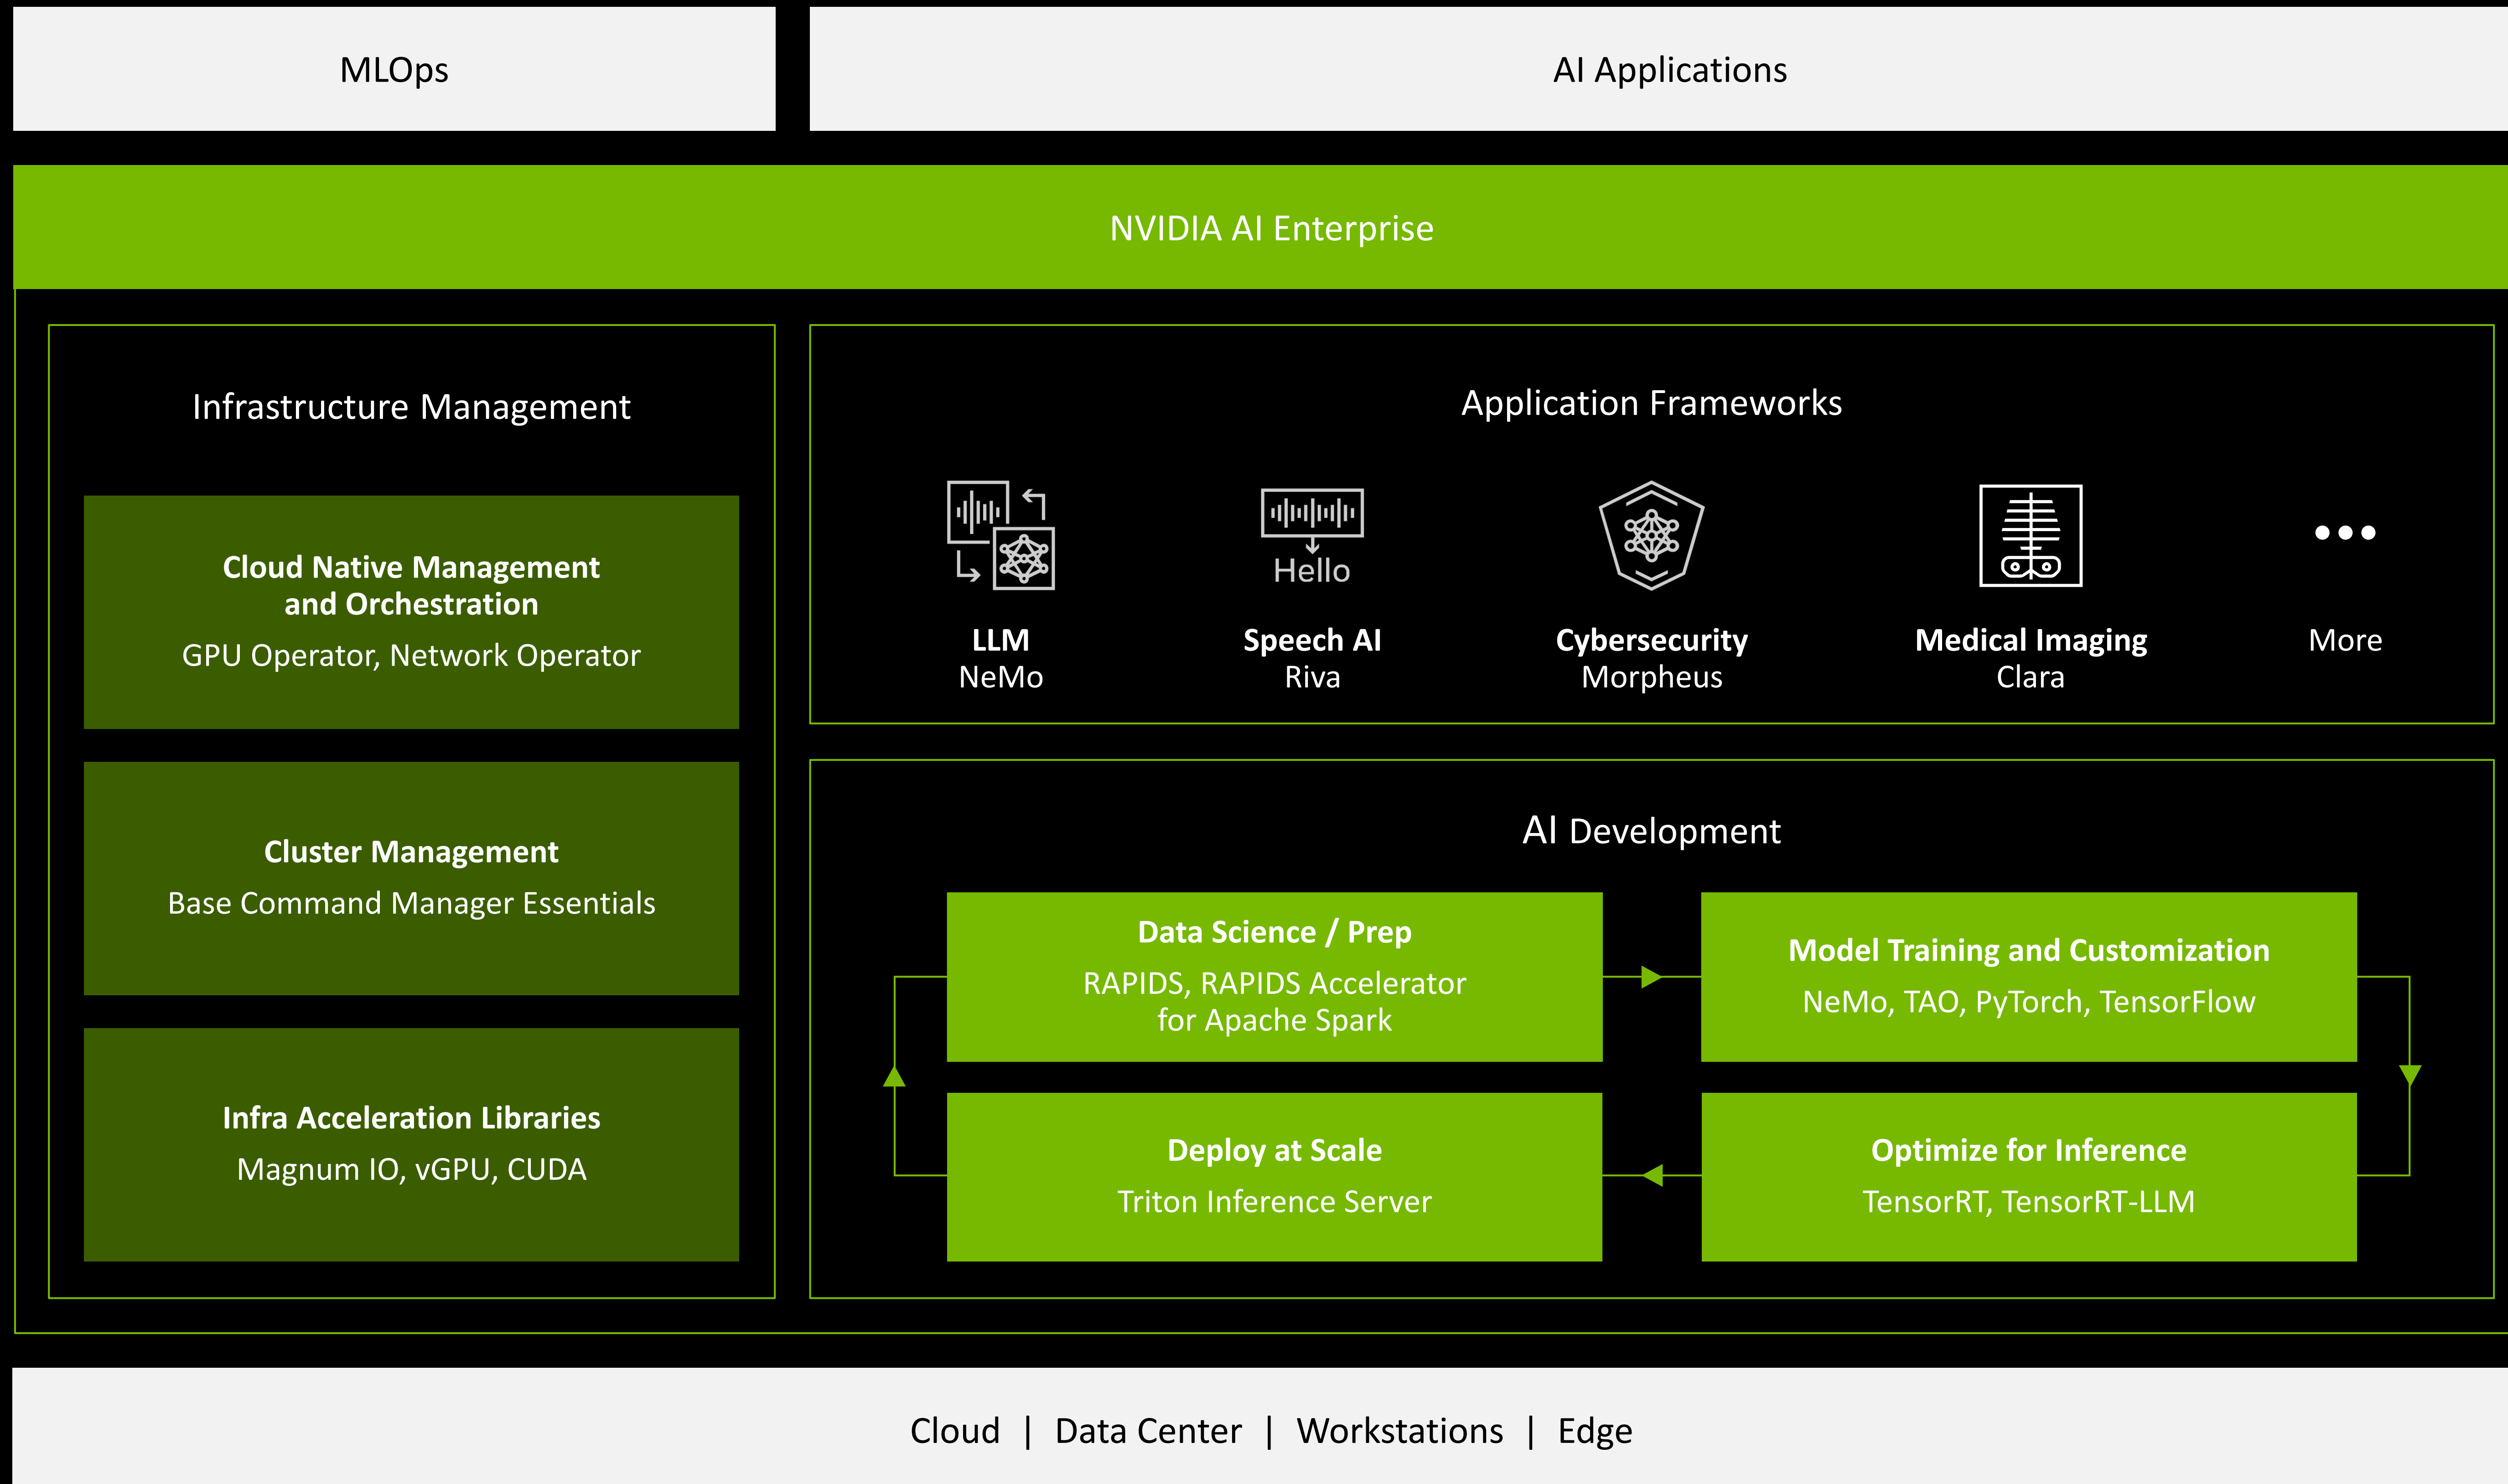 MLOps
AI Applications
NVIDIA AI Enterprise
Infrastructure Management
Cloud Native Management
and Orchestration
GPU Operator, Network Operator
Cluster Management
Base Command Manager Essentials
Infra Acceleration Libraries
Magnum IO, vGPU, CUDA
Application Frameworks
Hello
LLM
NeMo
Speech AI
Riva
Cybersecurity
Morpheus
Medical Imaging
Clara
More
AI Development
Data Science / Prep
RAPIDS, RAPIDS Accelerator
for Apache Spark
Model Training and Customization
NeMo, TAO, PyTorch, TensorFlow
Deploy at Scale
Triton Inference Server
Optimize for Inference
TensorRT, TensorRT-LLM
Cloud | Data Center | Workstations | Edge